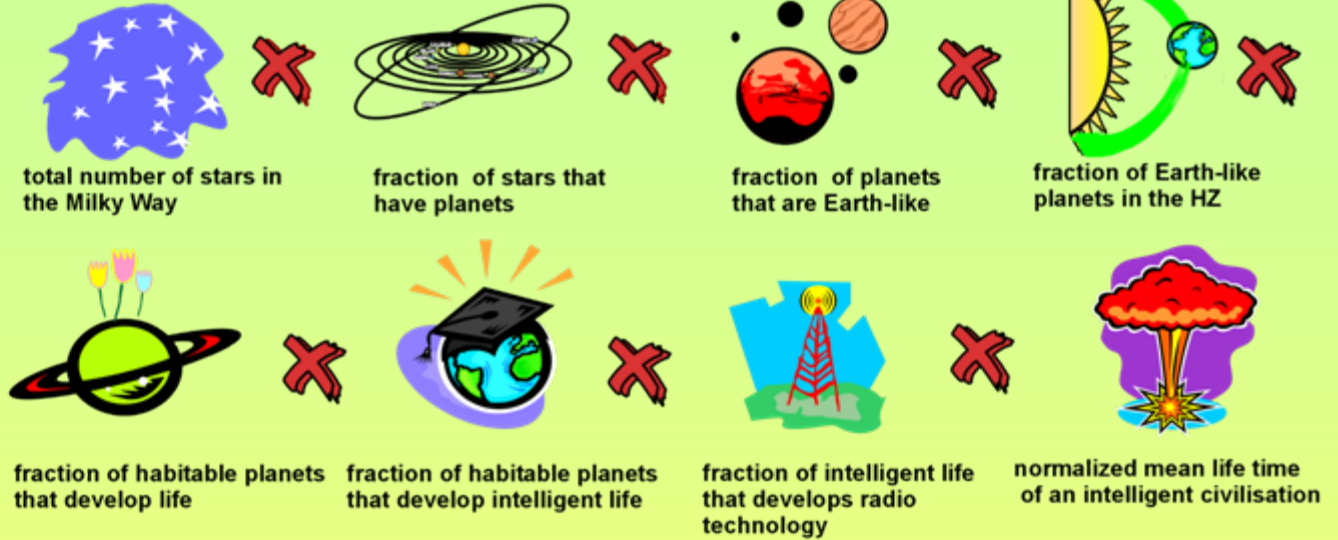 total number of stars in
the Milky Way
fraction of stars that
have planets
fraction of planets
that are Earth-like
fraction of Earth-like
planets in the HZ
fraction of habitable planets
that develop life
fraction of habitable planets
that develop intelligent life
fraction of intelligent life
that develops radio
technology
normalized mean life time
of an intelligent civilisation